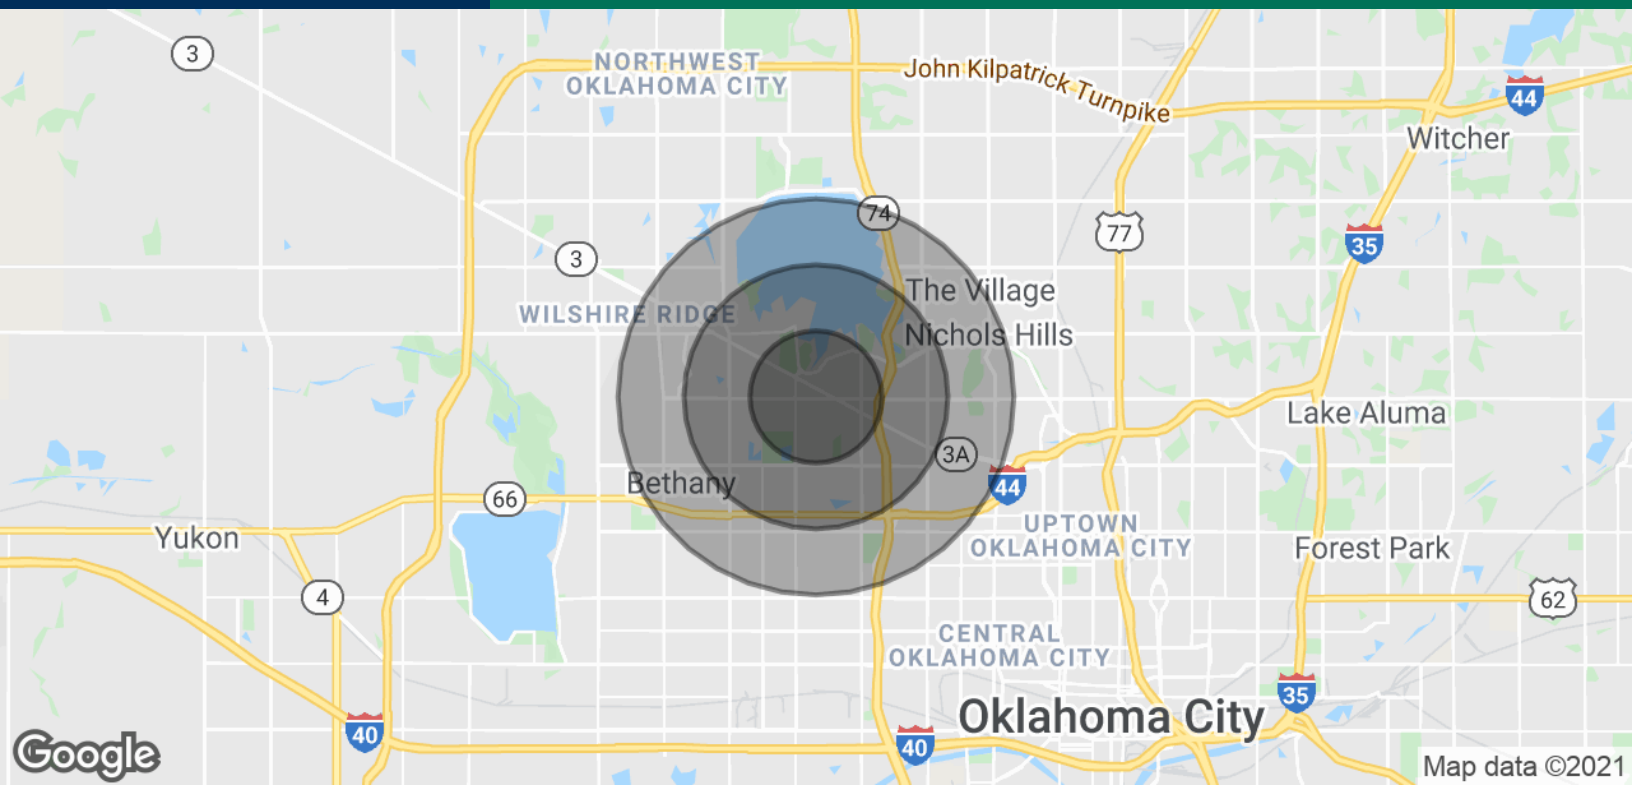 3
NORTHWEST
OKLAHOMA CITY
John Kilpatrick Turnpike
44
Witcher
74
77
35
3
The Village
WILSHIRE RIDGE
Nichols Hills
Lake Aluma
3A
Bethany
44
66
UPTOWN
OKLAHOMA CITY
Yukon
Forest Park
4
62
CENTRAL
OKLAHOMA CITY
35
Oklahoma City
40
40
Google
Map data ©2021